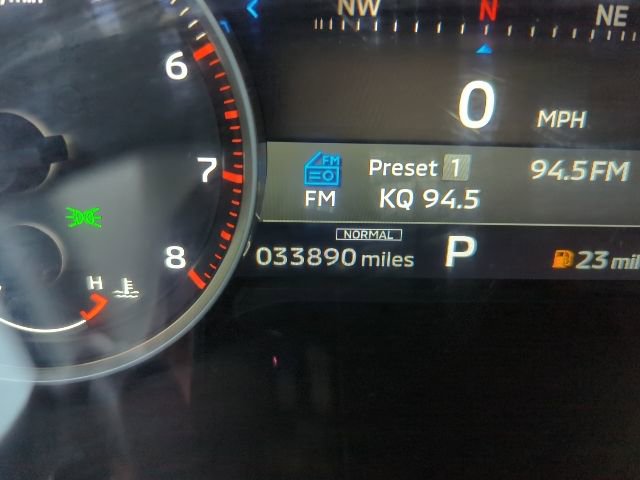 NW N NE
6
0 MPH
7
FM
FM
Preset 1 94.5FM
KQ 94.5
NORMAL
8
033890 miles P 23 mil
H